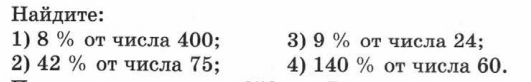 Найдите:
1) 8 % от числа 400; 3) 9 % от числа 24;
2) 42 % от числа 75; 4) 140 % от числа 60.